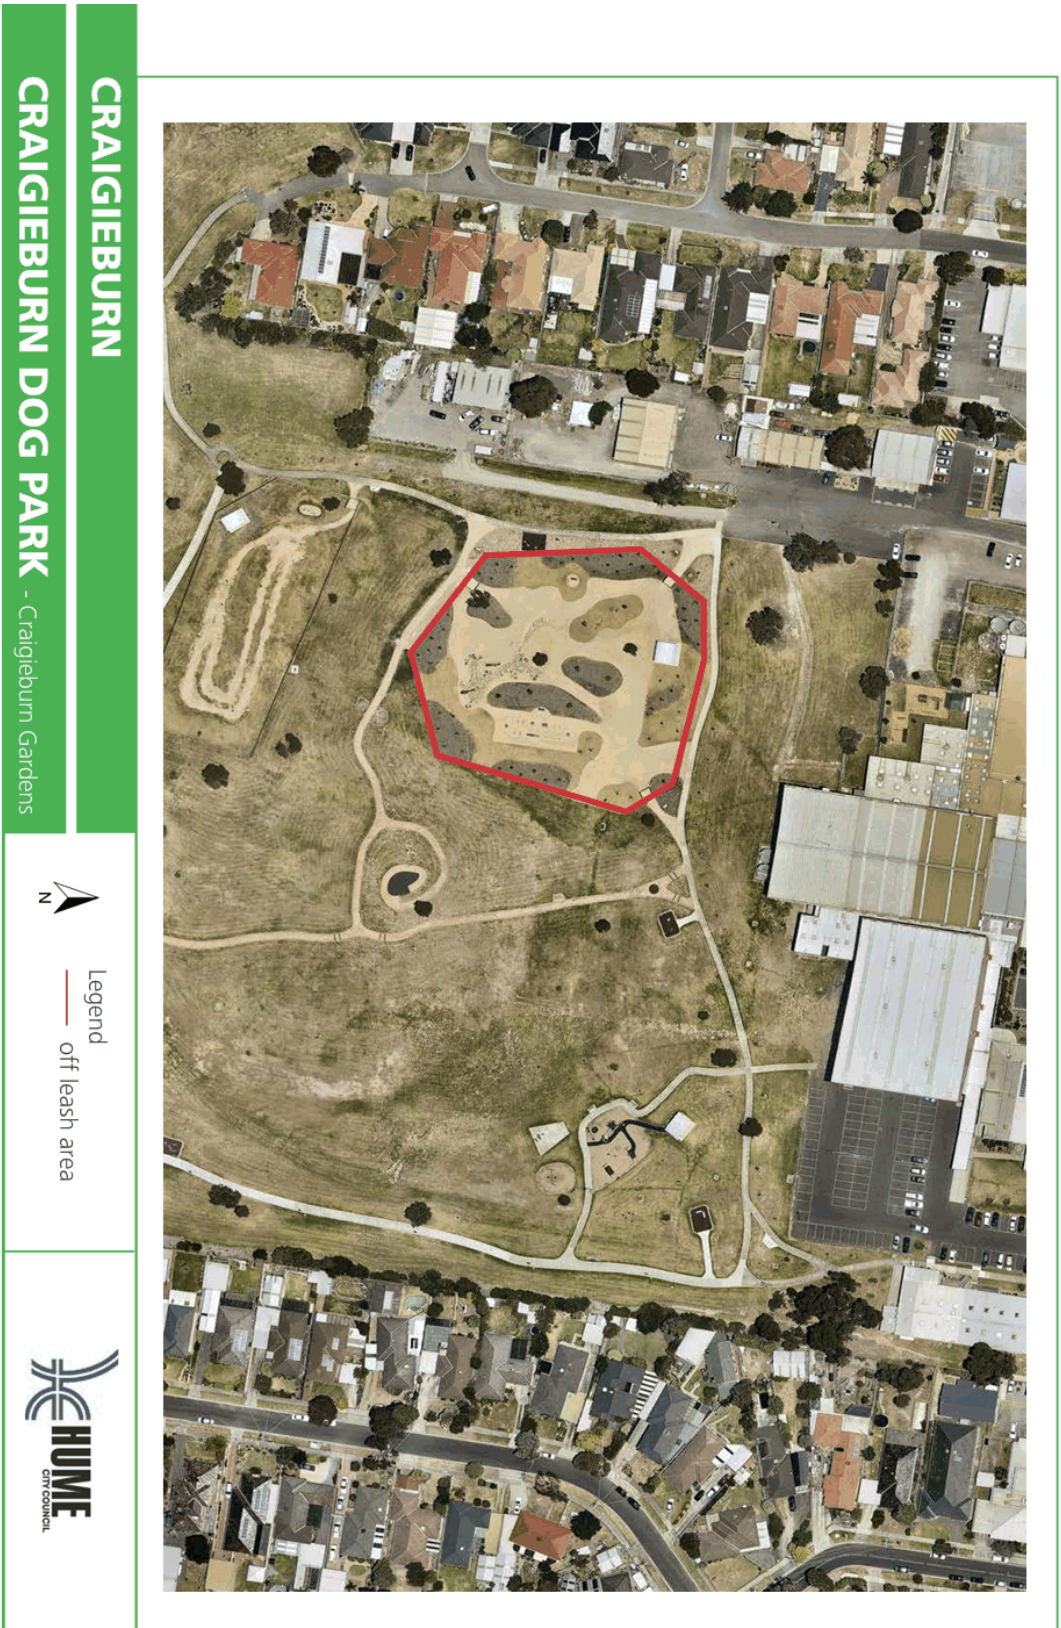 CRAIGIEBURN
CRAIGIEBURN DOG PARK - Craigieburn Gardens
N
Legend
off leash area
HUME
CITY COUNCIL